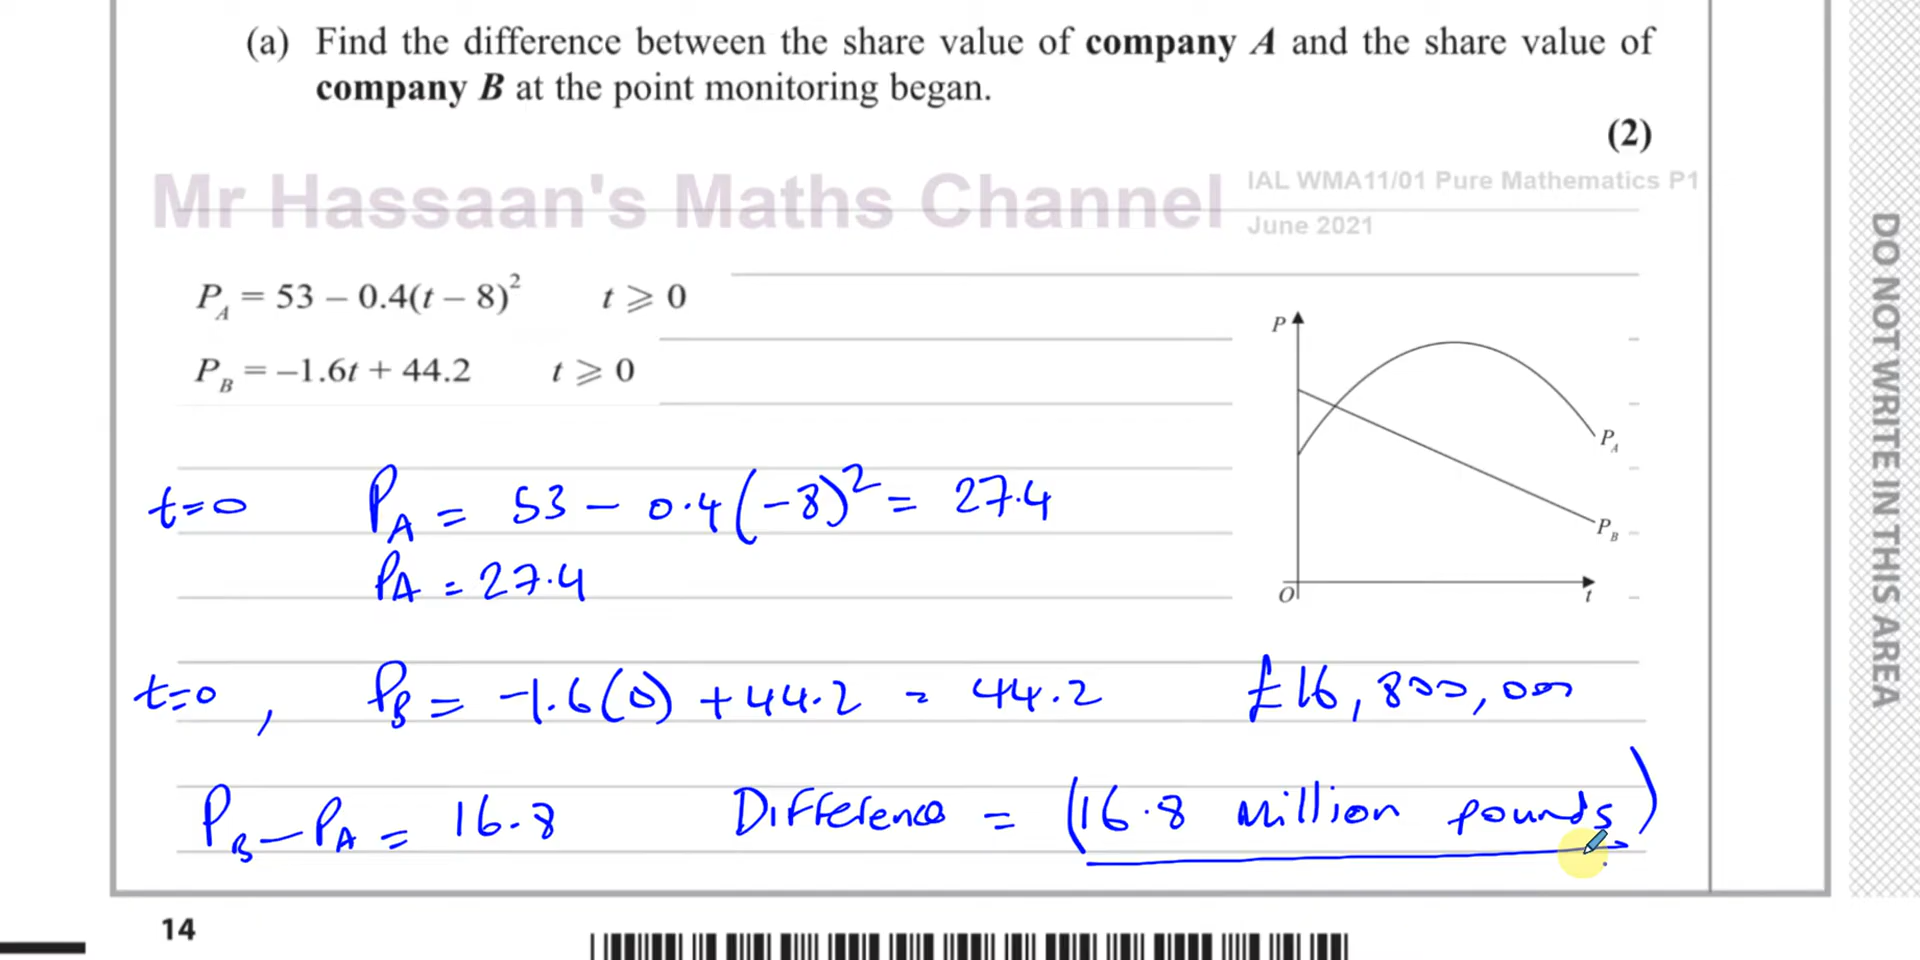 (a) Find the difference between the share value of company A and the share value of
company B at the point monitoring began.
(2)
Mr Hassaan's Maths Channel
IAL WMA11/01 Pure Mathematics P1
June 2021
P_A = 53 – 0.4(t – 8)² t ⩾ 0
P_B = –1.6t + 44.2 t ⩾ 0
P
P_A
P_B
O
t
t=0 P_A = 53 – 0.4(–8)² = 27.4
P_A = 27.4
t=0, P_B = –1.6(0) + 44.2 = 44.2 £16,800,000
P_B – P_A = 16.8 Difference = (16.8 million pounds)
14
DO NOT WRITE IN THIS AREA